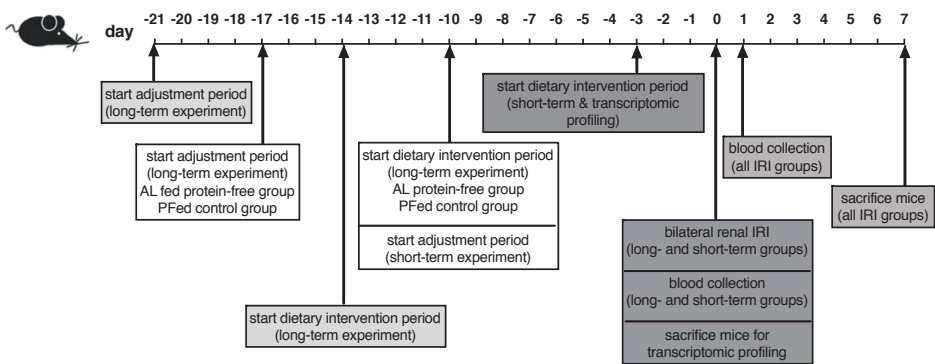 day -21 -20 -19 -18 -17 -16 -15 -14 -13 -12 -11 -10 -9 -8 -7 -6 -5 -4 -3 -2 -1 0 1 2 3 4 5 6 7
start adjustment period
(long-term experiment)
start adjustment period
(long-term experiment)
AL fed protein-free group
PFed control group
start dietary intervention period
(long-term experiment)
start dietary intervention period
(long-term experiment)
AL protein-free group
PFed control group
start adjustment period
(short-term experiment)
start dietary intervention period
(short-term & transcriptomic
profiling)
bilateral renal IRI
(long- and short-term groups)
blood collection
(long- and short-term groups)
sacrifice mice for
transcriptomic profiling
blood collection
(all IRI groups)
sacrifice mice
(all IRI groups)